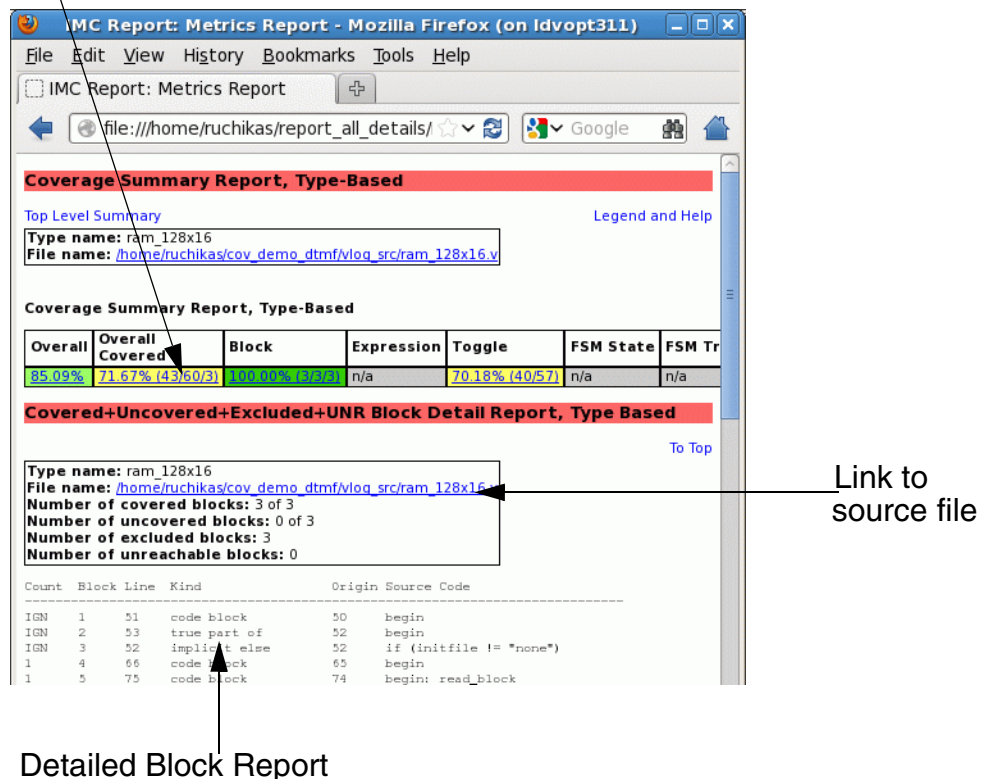 IMC Report: Metrics Report - Mozilla Firefox (on ldvopt311)
File Edit View History Bookmarks Tools Help
IMC Report: Metrics Report
file:///home/ruchikas/report_all_details/ Google
Coverage Summary Report, Type-Based
Top Level Summary Legend and Help
Type name: ram_128x16
File name: /home/ruchikas/cov_demo_dtmf/vlog_src/ram_128x16.v
Coverage Summary Report, Type-Based
Overall Overall Covered Block Expression Toggle FSM State FSM Tr
85.09% 71.67% (43/60/3) 100.00% (3/3/3) n/a 70.18% (40/57) n/a n/a
Covered+Uncovered+Excluded+UNR Block Detail Report, Type Based
To Top
Type name: ram_128x16
File name: /home/ruchikas/cov_demo_dtmf/vlog_src/ram_128x16.v
Number of covered blocks: 3 of 3
Number of uncovered blocks: 0 of 3
Number of excluded blocks: 3
Number of unreachable blocks: 0
Link to
source file
Count Block Line Kind Origin Source Code
IGN 1 51 code block 50 begin
IGN 2 53 true part of 52 begin
IGN 3 52 implicit else 52 if (initfile != "none")
1 4 66 code block 65 begin
1 5 75 code block 74 begin: read_block
Detailed Block Report